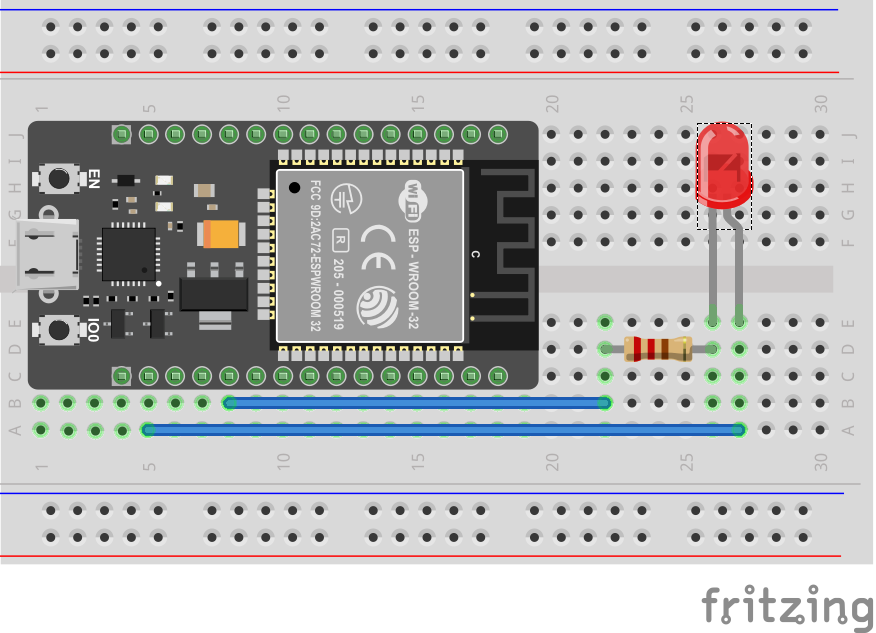 1 5 10 15 20 25 30
J J
I I
H H
G G
F F
EN
FCC 9D:2AC72-ESPWROOM 32
R
205 - 000519
CE
Wi Fi
ESP - WROOM -32
C
IO0
E E
D D
C C
B B
A A
1 5 10 15 20 25 30
fritzing